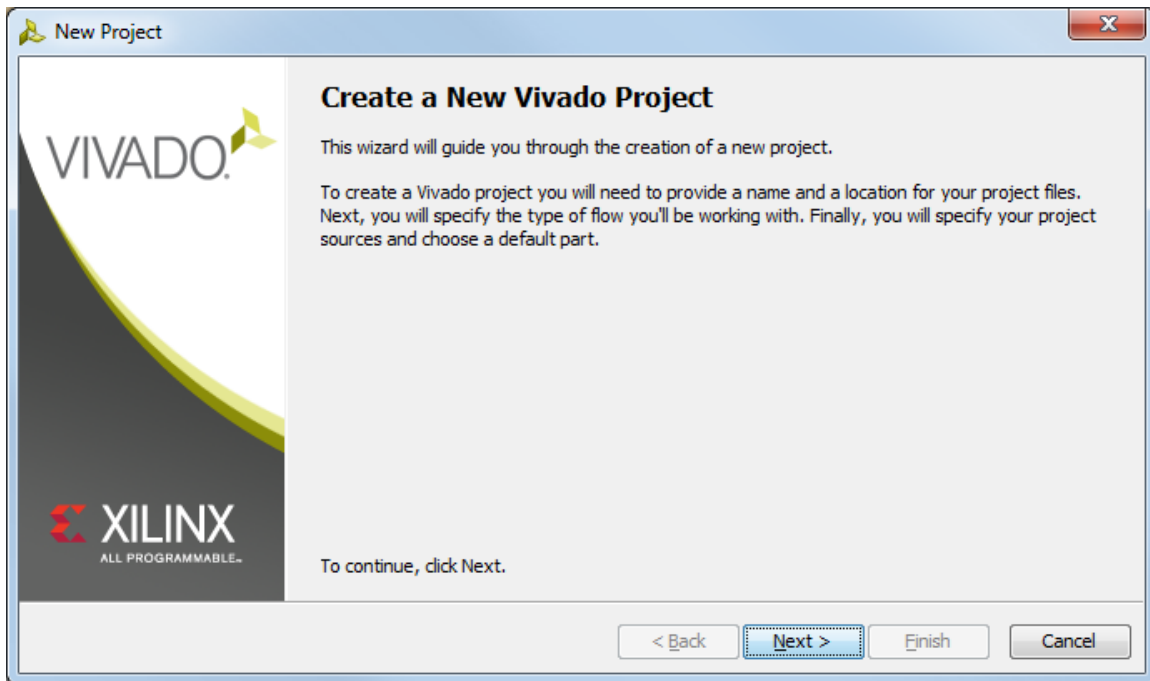 New Project
VIVADO.
Create a New Vivado Project
This wizard will guide you through the creation of a new project.
To create a Vivado project you will need to provide a name and a location for your project files.
Next, you will specify the type of flow you'll be working with. Finally, you will specify your project
sources and choose a default part.
XILINX
ALL PROGRAMMABLE™
To continue, click Next.
< Back Next > Finish Cancel